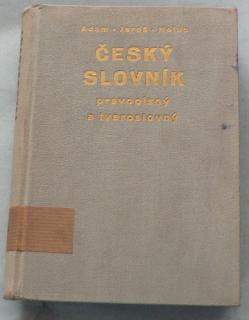 Adam • Jaroš • Holub
ČESKÝ
SLOVNÍK
pravopisný
a tvaroslovný